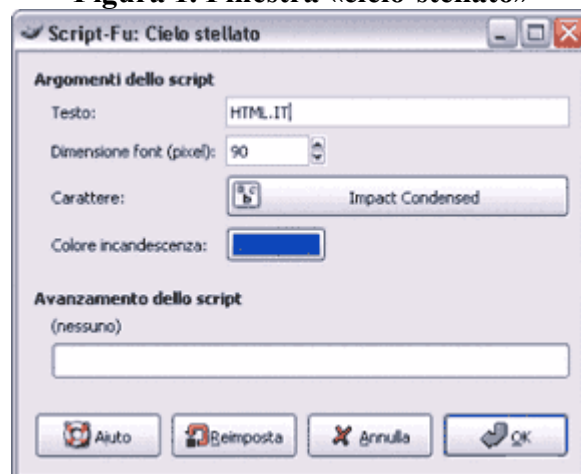 Figura 1: Finestra «cielo stellato»
Script-Fu: Cielo stellato
Argomenti dello script
Testo: HTML.IT
Dimensione font (pixel): 90
Carattere: Impact Condensed
Colore incandescenza:
Avanzamento dello script
(nessuno)
Aiuto Reimposta Annulla OK